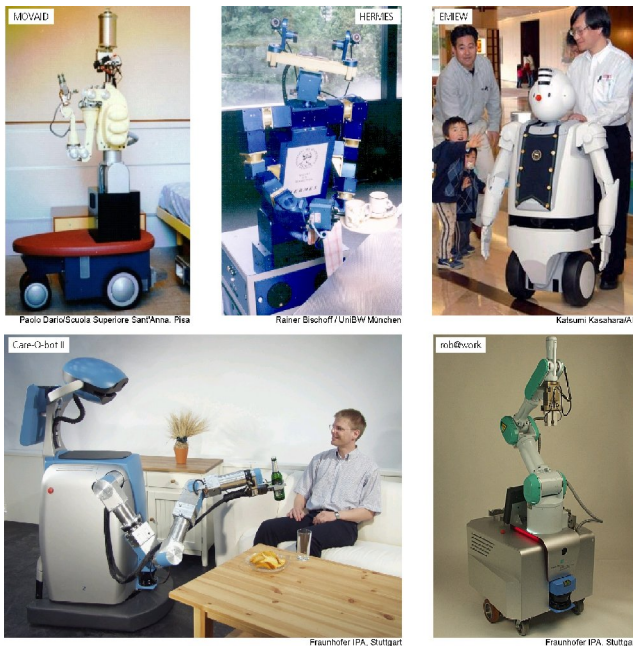 MOVAID
HERMES
EMIEW
Paolo Dario/Scuola Superiore Sant'Anna, Pisa
Rainer Bischoff / UniBW München
Katsumi Kasahara/A
Care-O-bot II
rob@work
Fraunhofer IPA, Stuttgart
Fraunhofer IPA, Stuttga